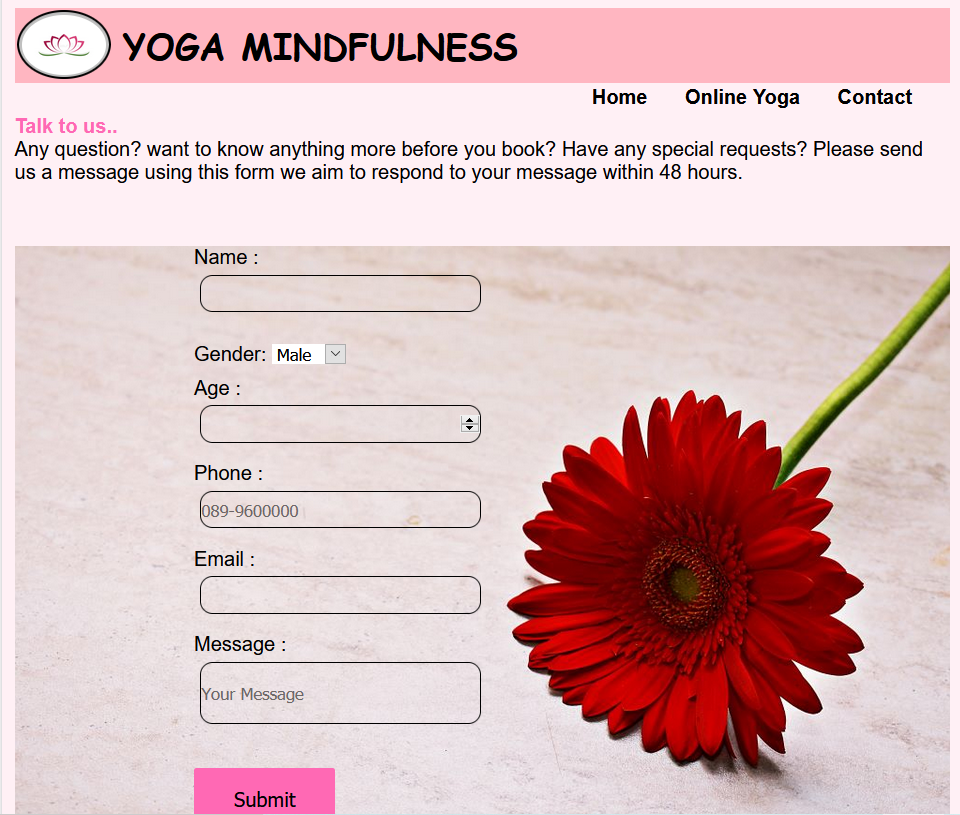 YOGA MINDFULNESS
Home Online Yoga Contact
Talk to us..
Any question? want to know anything more before you book? Have any special requests? Please send
us a message using this form we aim to respond to your message within 48 hours.
Name :
Gender: Male
Age :
Phone :
089-9600000
Email :
Message :
Your Message
Submit